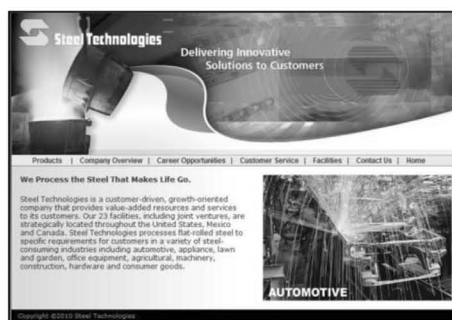 Steel Technologies
Delivering Innovative
Solutions to Customers
Products | Company Overview | Career Opportunities | Customer Service | Facilities | Contact Us | Home
We Process the Steel That Makes Life Go.
Steel Technologies is a customer-driven, growth-oriented
company that provides value-added resources and services
to its customers. Our 23 facilities, including joint ventures, are
strategically located throughout the United States, Mexico
and Canada. Steel Technologies processes flat-rolled steel to
specific requirements for customers in a variety of steel-
consuming industries including automotive, appliance, lawn
and garden, office equipment, agricultural, machinery,
construction, hardware and consumer goods.
AUTOMOTIVE
Copyright ©2010 Steel Technologies